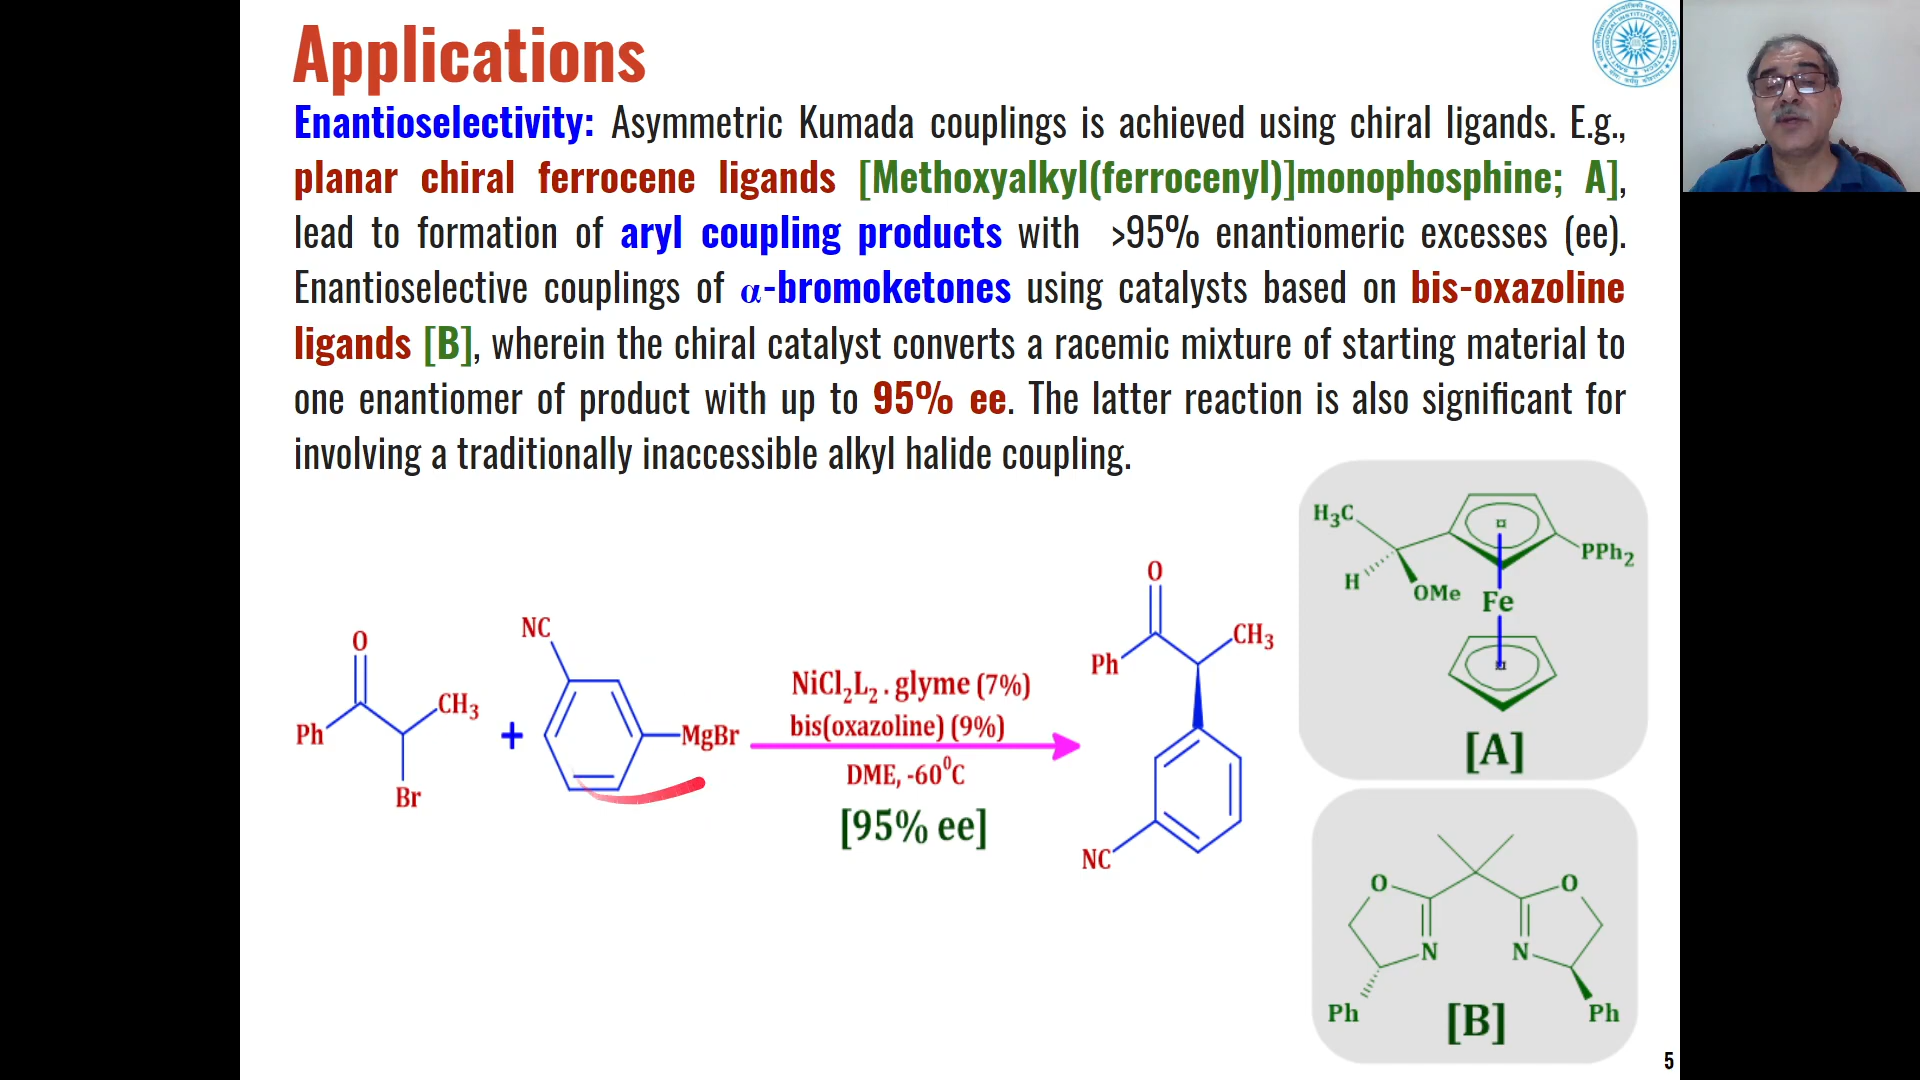 Applications
Enantioselectivity: Asymmetric Kumada couplings is achieved using chiral ligands. E.g.,
planar chiral ferrocene ligands [Methoxyalkyl(ferrocenyl)]monophosphine; A],
lead to formation of aryl coupling products with >95% enantiomeric excesses (ee).
Enantioselective couplings of α-bromoketones using catalysts based on bis-oxazoline
ligands [B], wherein the chiral catalyst converts a racemic mixture of starting material to
one enantiomer of product with up to 95% ee. The latter reaction is also significant for
involving a traditionally inaccessible alkyl halide coupling.
O
Ph
CH3
Br
+
NC
MgBr
NiCl2L2 . glyme (7%)
bis(oxazoline) (9%)
DME, -60⁰C
[95% ee]
O
Ph
CH3
NC
H3C
H
OMe
PPh2
Fe
[A]
O
O
N
N
Ph
Ph
[B]
5